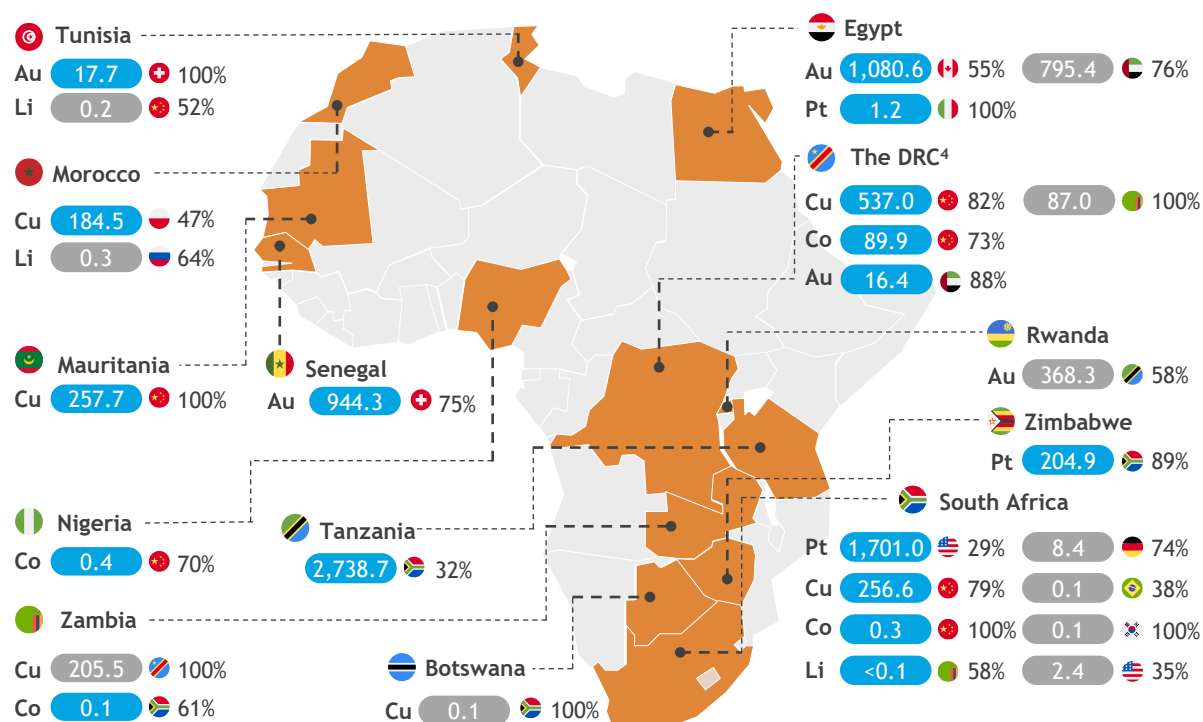 Tunisia
Au 17.7 100%
Li 0.2 52%
Morocco
Cu 184.5 47%
Li 0.3 64%
Mauritania
Cu 257.7 100%
Senegal
Au 944.3 75%
Nigeria
Co 0.4 70%
Tanzania
2,738.7 32%
Zambia
Cu 205.5 100%
Co 0.1 61%
Botswana
Cu 0.1 100%
Egypt
Au 1,080.6 55% 795.4 76%
Pt 1.2 100%
The DRC⁴
Cu 537.0 82% 87.0 100%
Co 89.9 73%
Au 16.4 88%
Rwanda
Au 368.3 58%
Zimbabwe
Pt 204.9 89%
South Africa
Pt 1,701.0 29% 8.4 74%
Cu 256.6 79% 0.1 38%
Co 0.3 100% 0.1 100%
Li <0.1 58% 2.4 35%